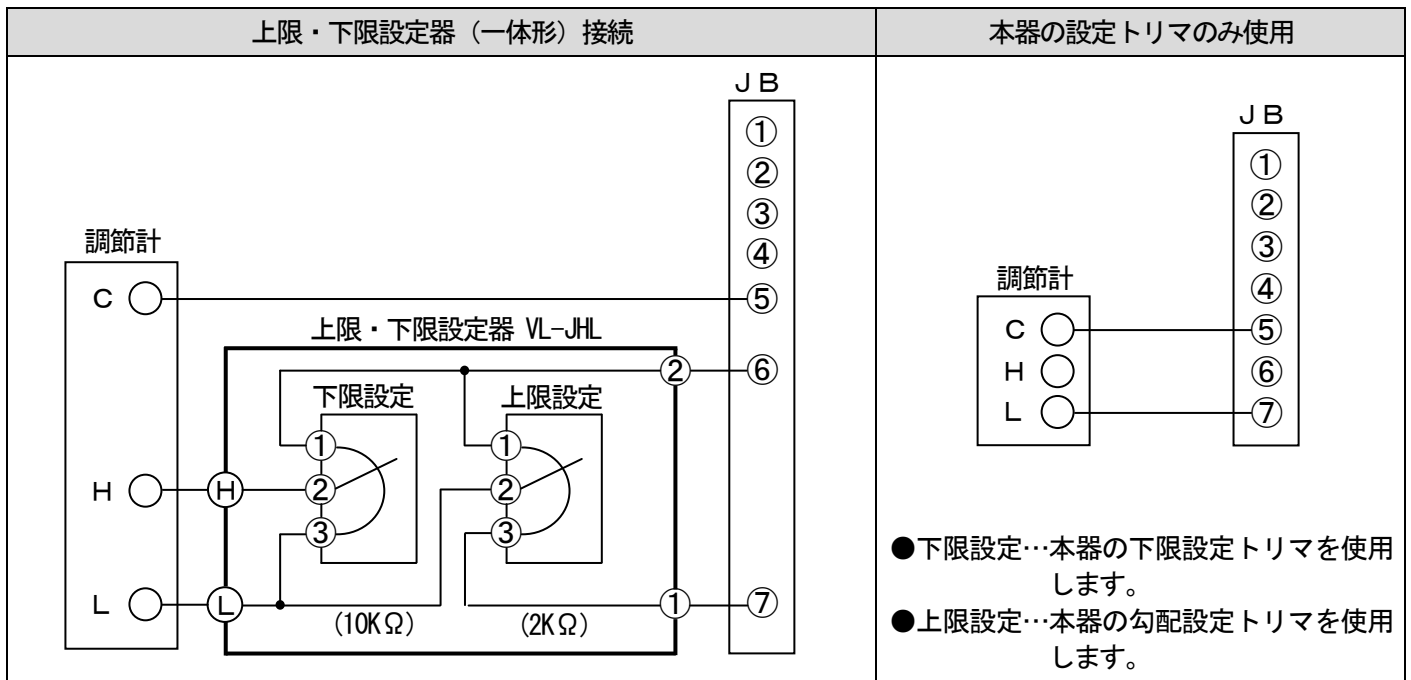 上限・下限設定器（一体形）接続
ＪＢ
①
②
③
④
調節計
Ｃ
⑤
上限・下限設定器 VL-JHL
②
⑥
下限設定
上限設定
①
①
Ｈ
Ⓗ
②
②
③
③
Ｌ
Ⓛ
①
⑦
(10KΩ)
(2KΩ)
本器の設定トリマのみ使用
ＪＢ
①
②
③
調節計
④
Ｃ
⑤
Ｈ
⑥
Ｌ
⑦
●下限設定…本器の下限設定トリマを使用
します。
●上限設定…本器の勾配設定トリマを使用
します。